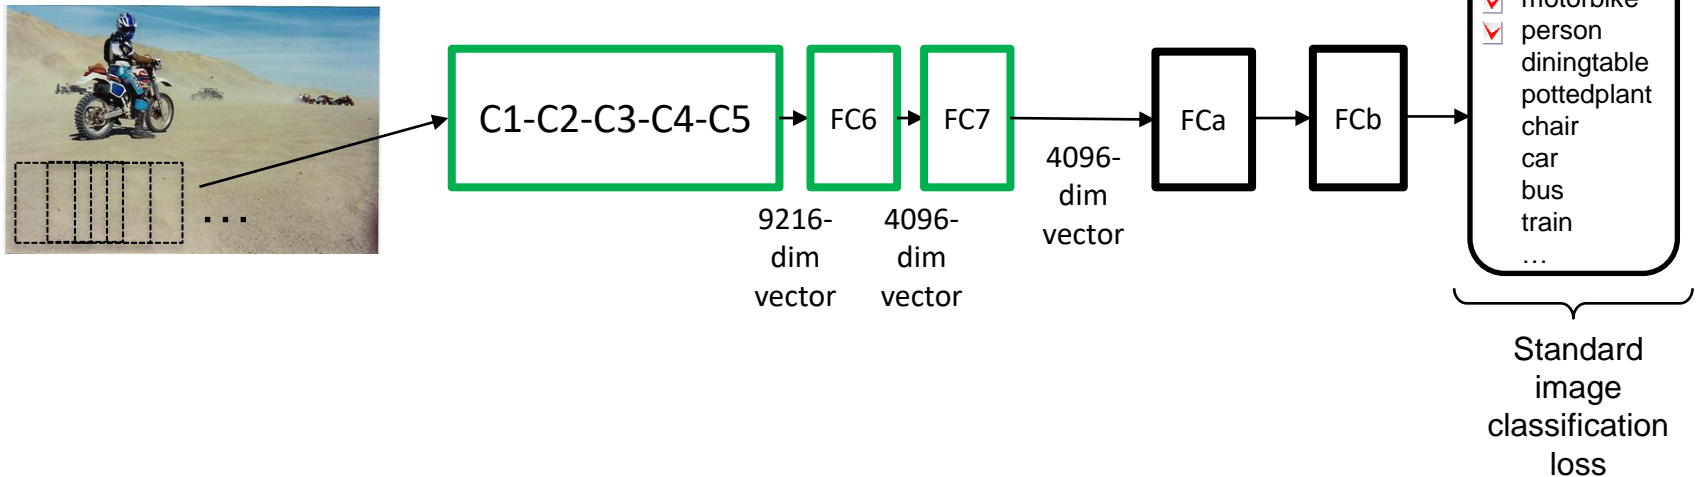 motorbike
person
diningtable
pottedplant
chair
car
bus
train
…
C1-C2-C3-C4-C5
FC6
FC7
FCa
FCb
9216-
dim
vector
4096-
dim
vector
4096-
dim
vector
...
Standard
image
classification
loss